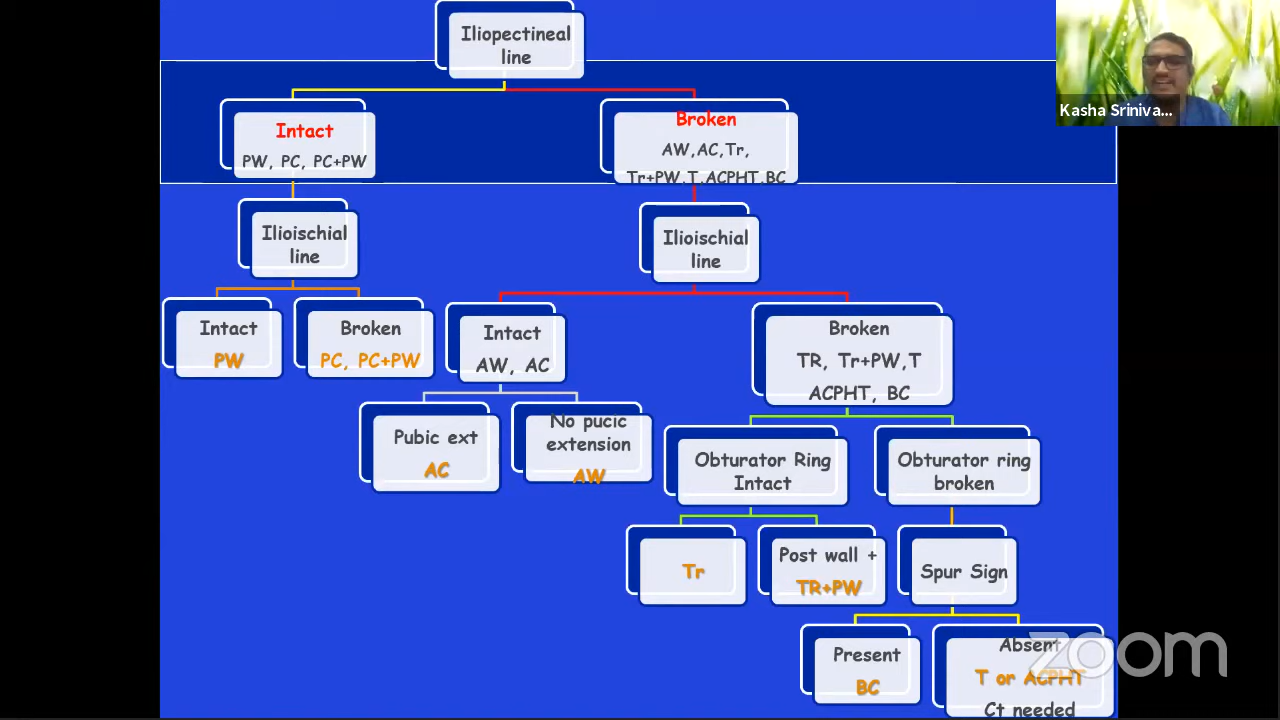 Iliopectineal
line
Kasha Sriniva...
Intact
PW, PC, PC+PW
Broken
AW,AC,Tr,
Tr+PW,T,ACPHT,BC
Ilioischial
line
Ilioischial
line
Intact
PW
Broken
PC, PC+PW
Intact
AW, AC
Broken
TR, Tr+PW,T
ACPHT, BC
Pubic ext
AC
No pucic
extension
AW
Obturator Ring
Intact
Obturator ring
broken
Tr
Post wall +
TR+PW
Spur Sign
Present
BC
Absent
T or ACPHT
Ct needed
zoom